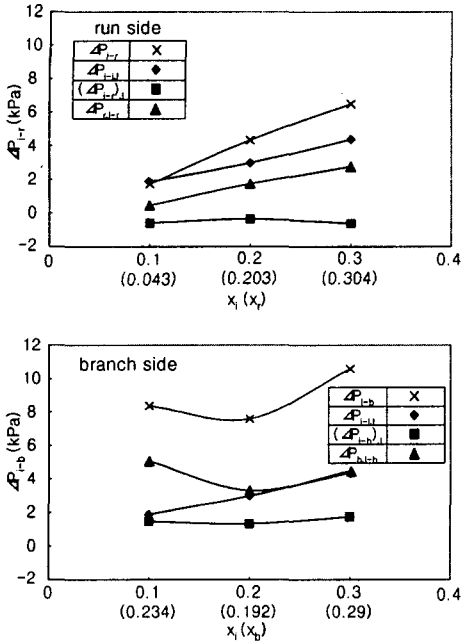 run side
ΔP_i-r ×
ΔP_i-i,t ◆
(ΔP_i-r)_J ■
ΔP_r,i-r ▲
ΔP_i-r (kPa)
12
10
8
6
4
2
0
-2
0 0.1 0.2 0.3 0.4
(0.043) (0.203) (0.304)
x_i (x_r)
branch side
ΔP_i-b ×
ΔP_i-i,t ◆
(ΔP_i-b)_J ■
ΔP_b,i-b ▲
ΔP_i-b (kPa)
12
10
8
6
4
2
0
-2
0 0.1 0.2 0.3 0.4
(0.234) (0.192) (0.29)
x_i (x_b)